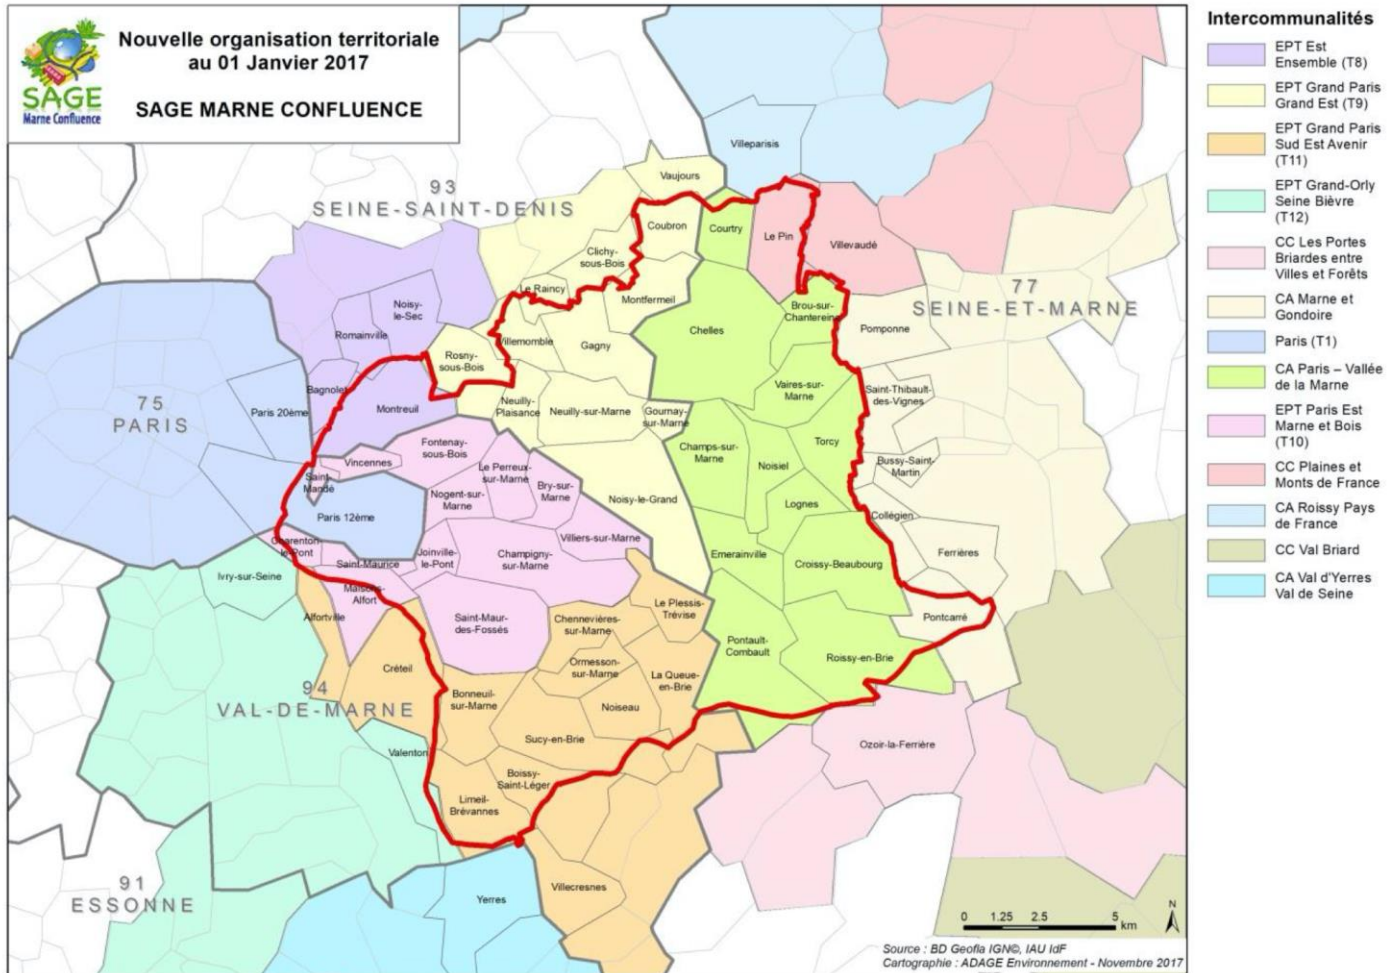 Nouvelle organisation territoriale
au 01 Janvier 2017
SAGE MARNE CONFLUENCE
SAGE
Marne Confluence
Intercommunalités
EPT Est
Ensemble (T8)
EPT Grand Paris
Grand Est (T9)
EPT Grand Paris
Sud Est Avenir
(T11)
EPT Grand-Orly
Seine Bièvre
(T12)
CC Les Portes
Briardes entre
Villes et Forêts
CA Marne et
Gondoire
Paris (T1)
CA Paris – Vallée
de la Marne
EPT Paris Est
Marne et Bois
(T10)
CC Plaines et
Monts de France
CA Roissy Pays
de France
CC Val Briard
CA Val d'Yerres
Val de Seine
Villeparisis
Vaujours
93
SEINE-SAINT-DENIS
Coubron
Courtry
Le Pin
Villevaudé
Clichy-
sous-Bois
Le Raincy
Montfermeil
77
SEINE-ET-MARNE
Noisy-
le-Sec
Romainville
Brou-sur-
Chantereine
Pomponne
Chelles
Villemomble
Gagny
Rosny-
sous-Bois
Bagnolet
Montreuil
Paris 20ème
75
PARIS
Neuilly-
Plaisance
Neuilly-sur-Marne
Gournay-
sur-Marne
Vaires-sur-
Marne
Saint-Thibault-
des-Vignes
Torcy
Champs-sur-
Marne
Noisiel
Bussy-Saint-
Martin
Fontenay-
sous-Bois
Vincennes
Saint-
Mandé
Le Perreux-
sur-Marne
Nogent-sur-
Marne
Bry-sur-
Marne
Noisy-le-Grand
Lognes
Collégien
Paris 12ème
Villiers-sur-Marne
Charenton-
le-Pont
Saint-Maurice
Joinville-
le-Pont
Champigny-
sur-Marne
Emerainville
Croissy-Beaubourg
Ferrières
Ivry-sur-Seine
Maisons-
Alfort
Alfortville
Saint-Maur-
des-Fossés
Chennevières-
sur-Marne
Le Plessis-
Trévise
Pontcarré
Pontault-
Combault
Roissy-en-Brie
Créteil
Ormesson-
sur-Marne
La Queue-
en-Brie
94
VAL-DE-MARNE
Bonneuil-
sur-Marne
Noiseau
Sucy-en-Brie
Ozoir-la-Ferrière
Valenton
Boissy-
Saint-Léger
Limeil-
Brévannes
91
ESSONNE
Yerres
Villecresnes
N
0 1.25 2.5 5
km
Source : BD Geofla IGN©, IAU IdF
Cartographie : ADAGE Environnement - Novembre 2017